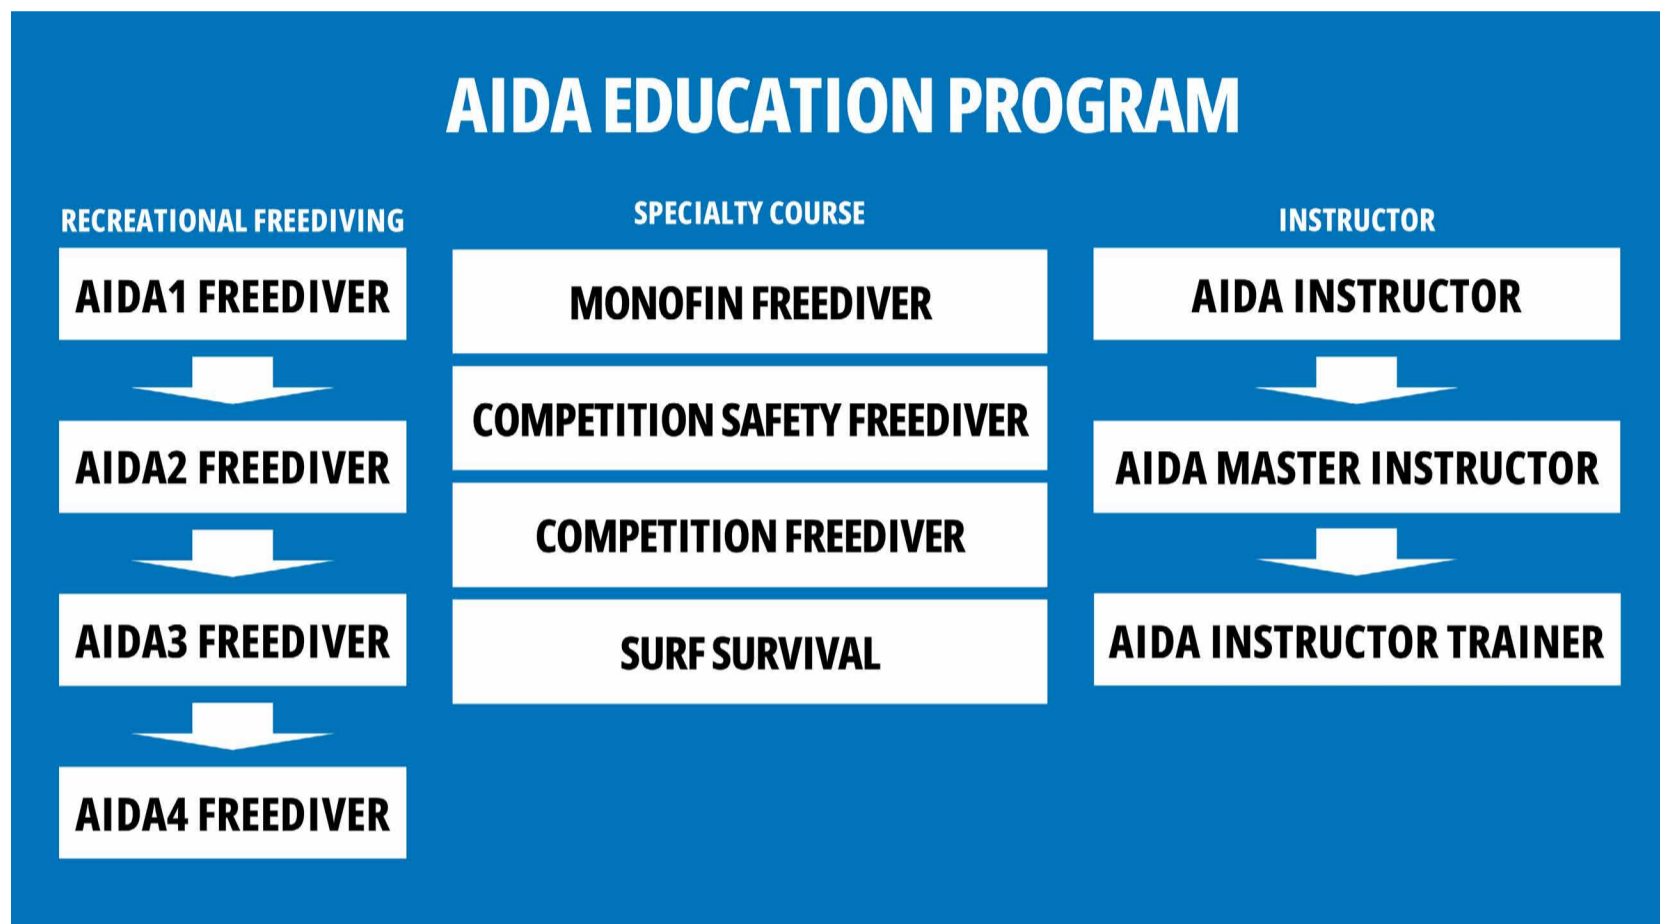 AIDA EDUCATION PROGRAM
RECREATIONAL FREEDIVING
AIDA1 FREEDIVER
AIDA2 FREEDIVER
AIDA3 FREEDIVER
AIDA4 FREEDIVER
SPECIALTY COURSE
MONOFIN FREEDIVER
COMPETITION SAFETY FREEDIVER
COMPETITION FREEDIVER
SURF SURVIVAL
INSTRUCTOR
AIDA INSTRUCTOR
AIDA MASTER INSTRUCTOR
AIDA INSTRUCTOR TRAINER